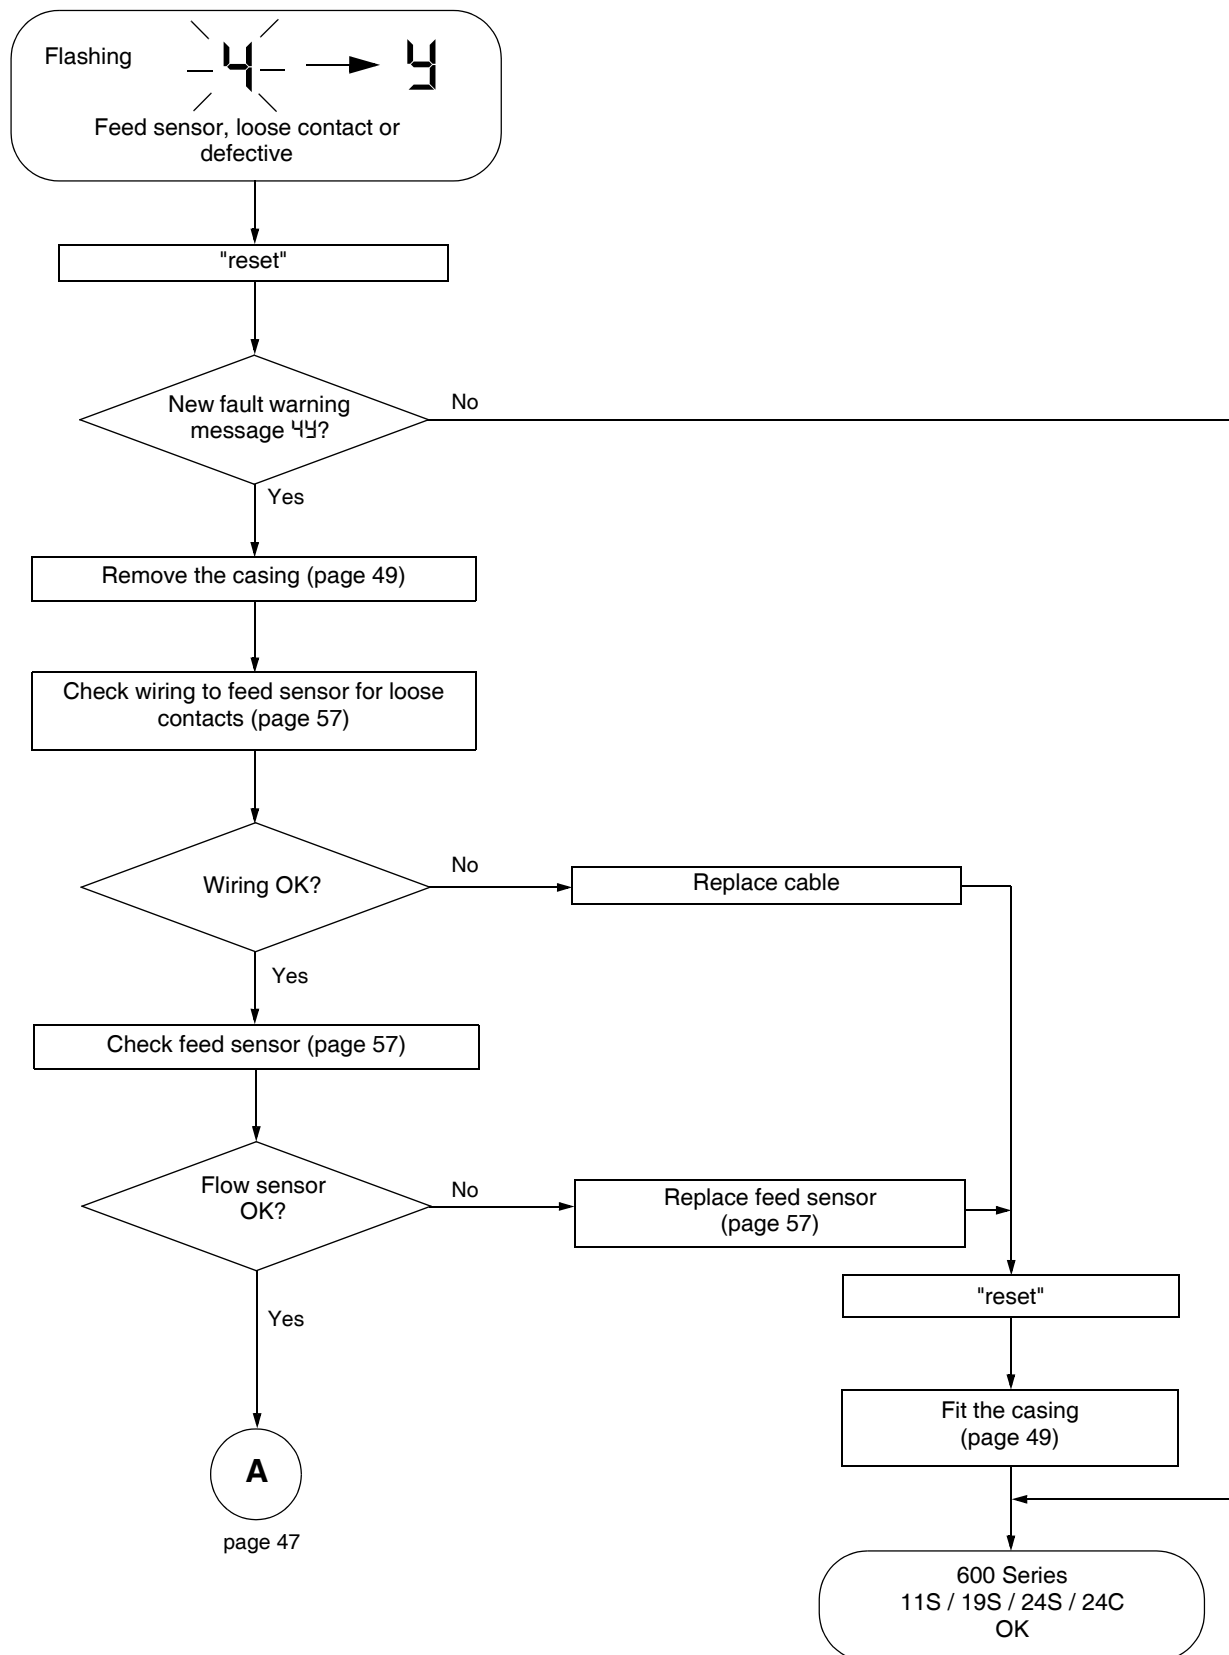 Flashing
4 y
Feed sensor, loose contact or
defective
"reset"
New fault warning
message 4y?
No
Yes
Remove the casing (page 49)
Check wiring to feed sensor for loose
contacts (page 57)
Wiring OK?
No
Replace cable
Yes
Check feed sensor (page 57)
Flow sensor
OK?
No
Replace feed sensor
(page 57)
Yes
"reset"
Fit the casing
(page 49)
A
page 47
600 Series
11S / 19S / 24S / 24C
OK